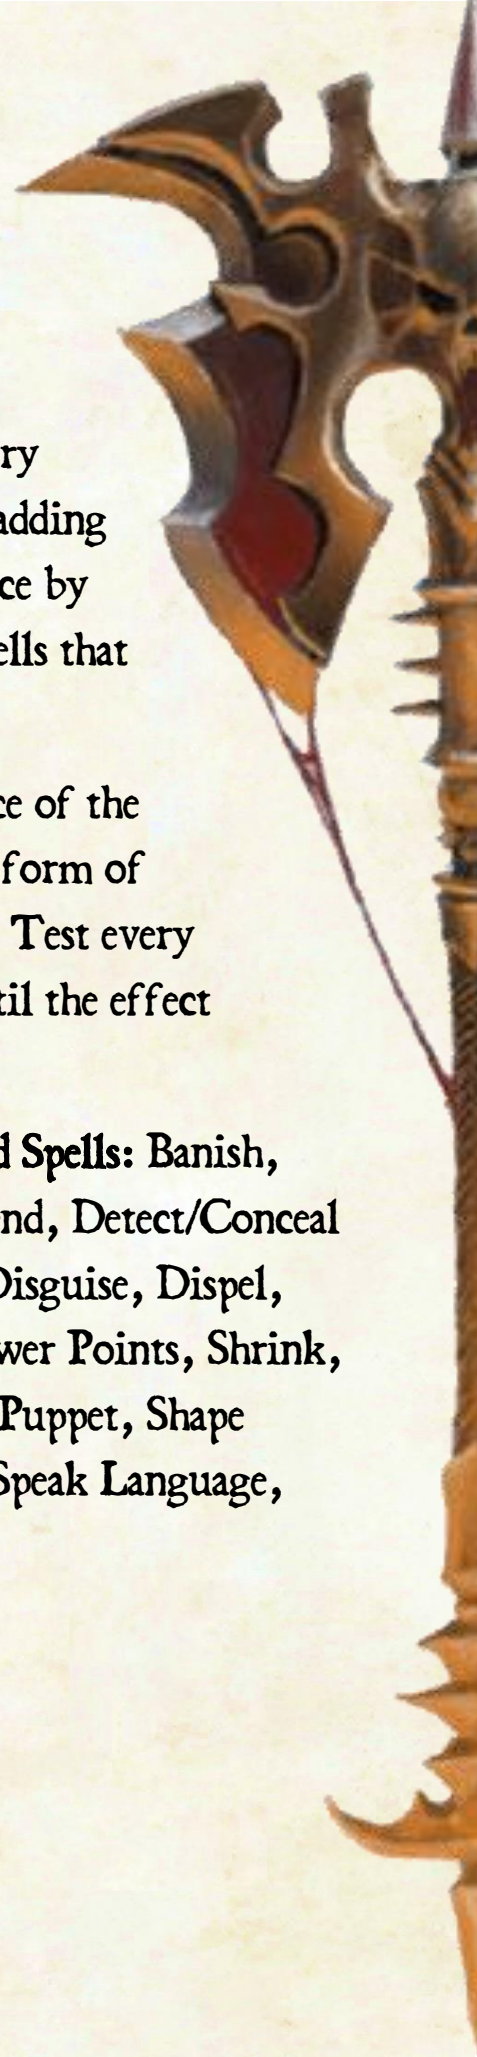 ry
adding
ce by
ells that
ce of the
form of
Test every
til the effect
d Spells: Banish,
nd, Detect/Conceal
Disguise, Dispel,
wer Points, Shrink,
Puppet, Shape
Speak Language,